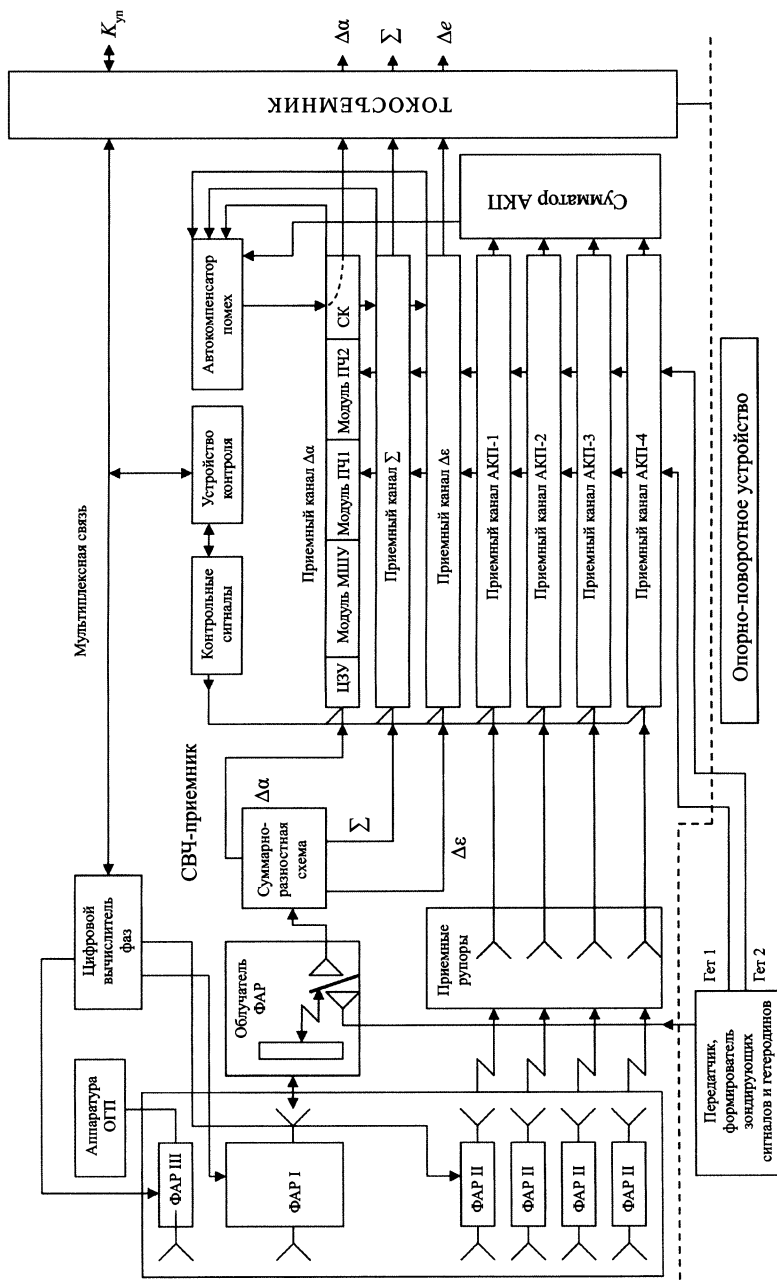 Мультиплексная связь
K уп
Δα
Σ
Δe
ТОКОСЪЕМНИК
Автокомпенсатор
помех
Устройство
контроля
Контрольные
сигналы
Цифровой
вычислитель
фаз
Аппаратура
ОГП
ФАР III
ФАР I
ФАР II
ФАР II
ФАР II
ФАР II
СВЧ-приемник
Облучатель
ФАР
Суммарно-
разностная
схема
Δα
Σ
Δε
Приемный канал Δα
ЦЗУ
Модуль МШУ
Модуль ПЧ1
Модуль ПЧ2
СК
Приемный канал Σ
Приемный канал Δε
Приемный канал АКП-1
Приемный канал АКП-2
Приемный канал АКП-3
Приемный канал АКП-4
Сумматор АКП
Приемные
рупоры
Передатчик,
формирователь
зондирующих
сигналов и гетеродинов
Гет 1
Гет 2
Опорно-поворотное устройство